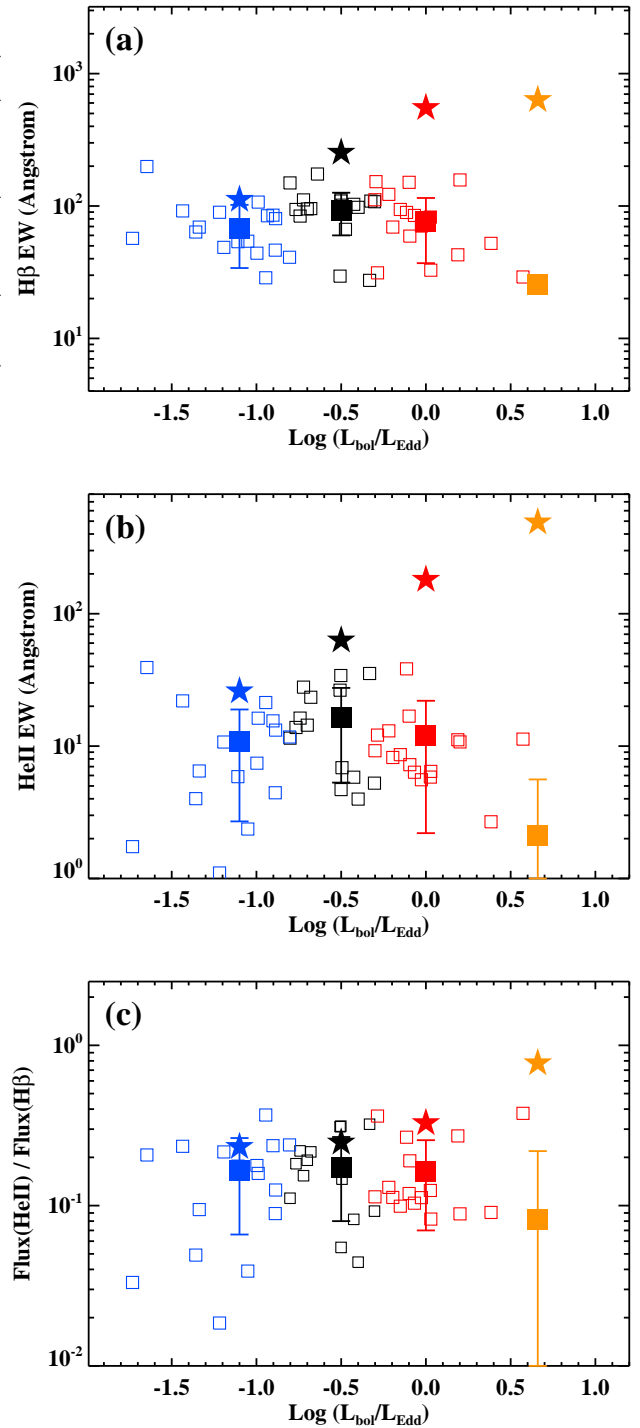 (a)
10³
10²
10¹
Hβ EW (Angstrom)
-1.5 -1.0 -0.5 0.0 0.5 1.0
Log (L_bol/L_Edd)
(b)
10²
10¹
10⁰
HeII EW (Angstrom)
-1.5 -1.0 -0.5 0.0 0.5 1.0
Log (L_bol/L_Edd)
(c)
10⁰
10⁻¹
10⁻²
Flux(HeII) / Flux(Hβ)
-1.5 -1.0 -0.5 0.0 0.5 1.0
Log (L_bol/L_Edd)